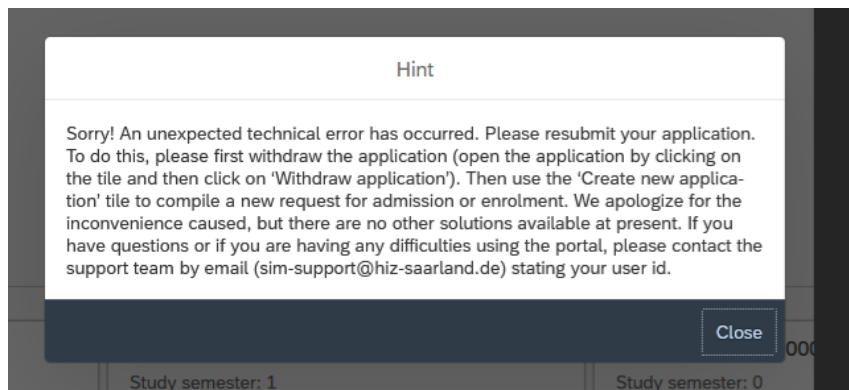 Hint
Sorry! An unexpected technical error has occurred. Please resubmit your application.
To do this, please first withdraw the application (open the application by clicking on
the tile and then click on ‘Withdraw application’). Then use the ‘Create new applica-
tion’ tile to compile a new request for admission or enrolment. We apologize for the
inconvenience caused, but there are no other solutions available at present. If you
have questions or if you are having any difficulties using the portal, please contact the
support team by email (sim-support@hiz-saarland.de) stating your user id.
Close
Study semester: 1
Study semester: 0